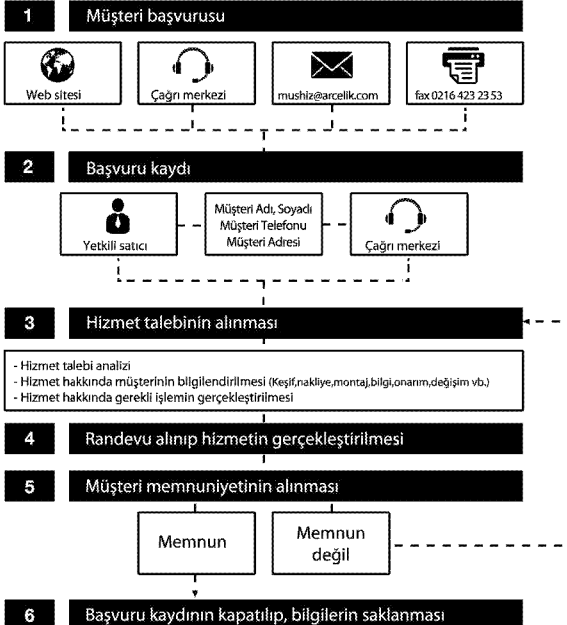 1 Müşteri başvurusu
Web sitesi
Çağrı merkezi
mushiz@arcelik.com
fax 0216 423 23 53
2 Başvuru kaydı
Yetkili satıcı
Müşteri Adı, Soyadı
Müşteri Telefonu
Müşteri Adresi
Çağrı merkezi
3 Hizmet talebinin alınması
- Hizmet talebi analizi
- Hizmet hakkında müşterinin bilgilendirilmesi (Keşif,nakliye,montaj,bilgi,onarım,değişim vb.)
- Hizmet hakkında gerekli işlemin gerçekleştirilmesi
4 Randevu alınıp hizmetin gerçekleştirilmesi
5 Müşteri memnuniyetinin alınması
Memnun
Memnun
değil
6 Başvuru kaydının kapatılıp, bilgilerin saklanması